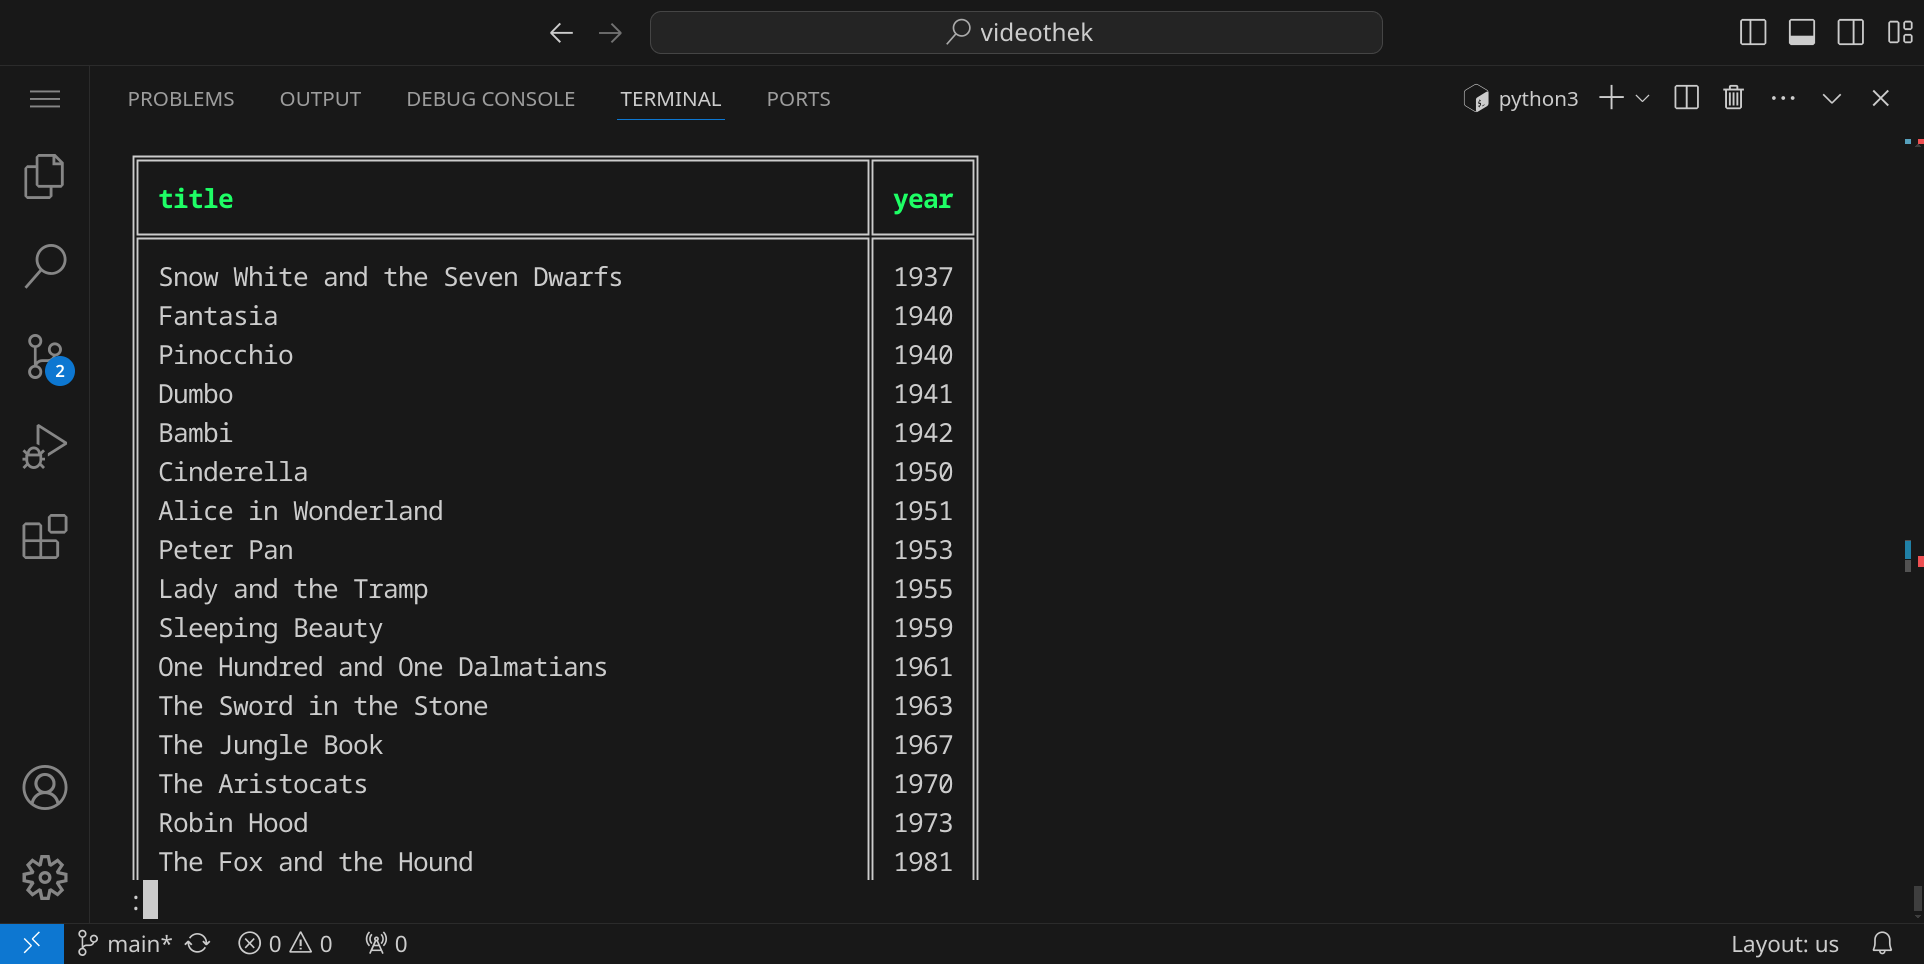 videothek
PROBLEMS OUTPUT DEBUG CONSOLE TERMINAL PORTS python3
title year
Snow White and the Seven Dwarfs 1937
Fantasia 1940
Pinocchio 1940
Dumbo 1941
Bambi 1942
Cinderella 1950
Alice in Wonderland 1951
Peter Pan 1953
Lady and the Tramp 1955
Sleeping Beauty 1959
One Hundred and One Dalmatians 1961
The Sword in the Stone 1963
The Jungle Book 1967
The Aristocats 1970
Robin Hood 1973
The Fox and the Hound 1981
:
2
main* 0 0 0 Layout: us